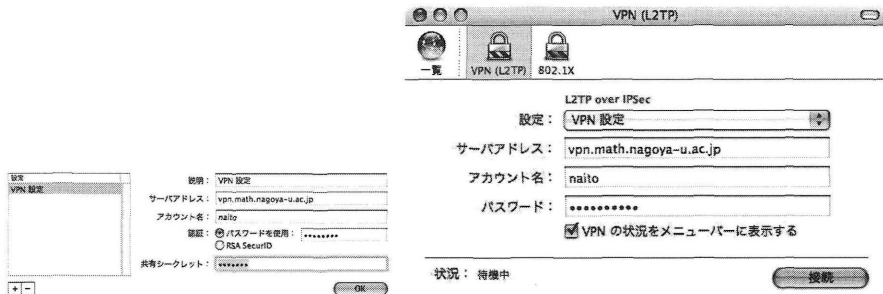 設定
VPN 設定
説明： VPN 設定
サーバアドレス： vpn.math.nagoya-u.ac.jp
アカウント名： naito
認証： パスワードを使用： ••••••••
RSA SecurID
共有シークレット： •••••••
+ -
OK
VPN (L2TP)
一覧 VPN (L2TP) 802.1X
L2TP over IPSec
設定： VPN 設定
サーバアドレス： vpn.math.nagoya-u.ac.jp
アカウント名： naito
パスワード： ••••••••••
VPN の状況をメニューバーに表示する
状況： 待機中
接続